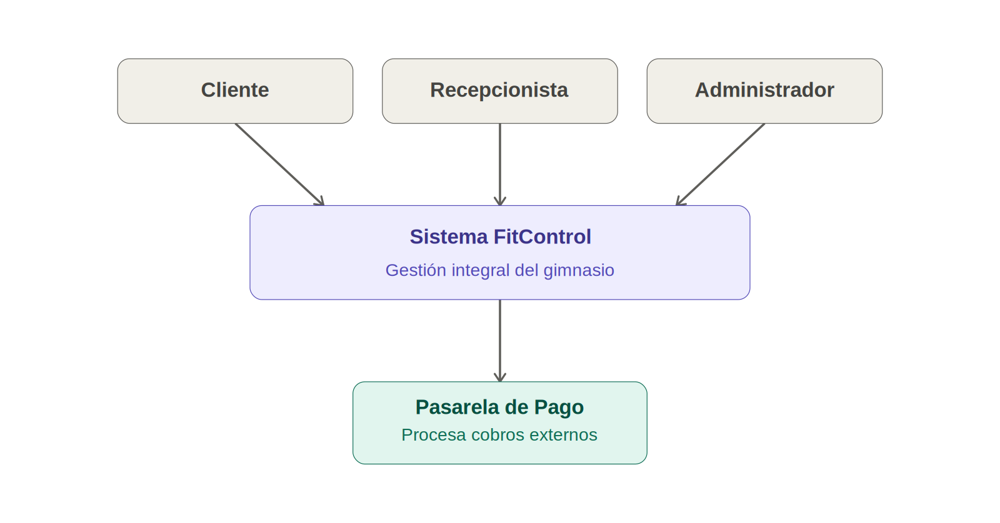 Cliente
Recepcionista
Administrador
Sistema FitControl
Gestión integral del gimnasio
Pasarela de Pago
Procesa cobros externos